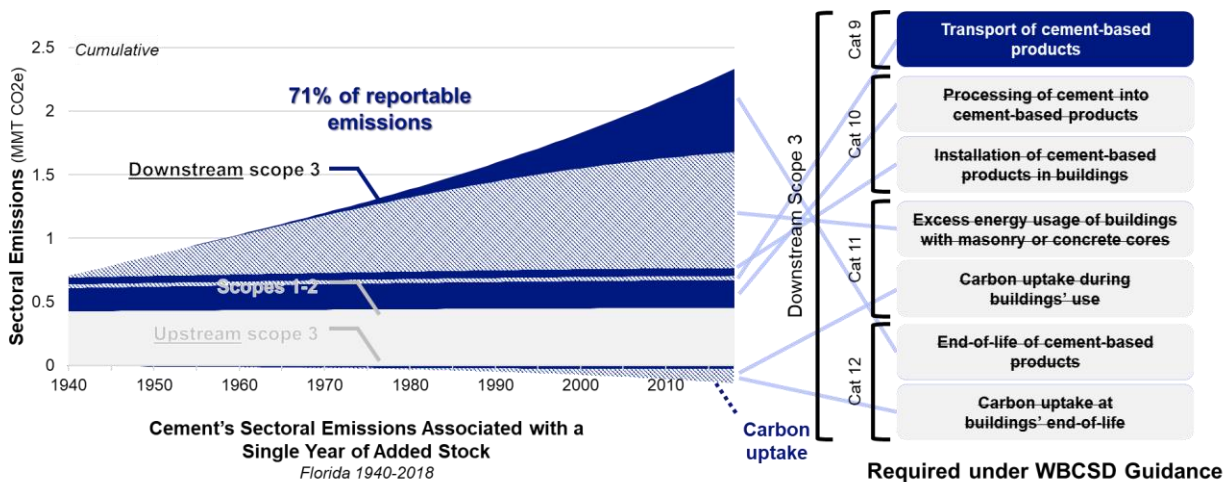 Cumulative
Sectoral Emissions (MMT CO2e)
2.5
2
1.5
1
0.5
0
71% of reportable
emissions
Downstream scope 3
Scopes 1-2
Upstream scope 3
1940
1950
1960
1970
1980
1990
2000
2010
Carbon
uptake
Cement's Sectoral Emissions Associated with a
Single Year of Added Stock
Florida 1940-2018
Downstream Scope 3
Cat 9
Transport of cement-based
products
Cat 10
Processing of cement into
cement-based products
Installation of cement-based
products in buildings
Cat 11
Excess energy usage of buildings
with masonry or concrete cores
Carbon uptake during
buildings' use
Cat 12
End-of-life of cement-based
products
Carbon uptake at
buildings' end-of-life
Required under WBCSD Guidance